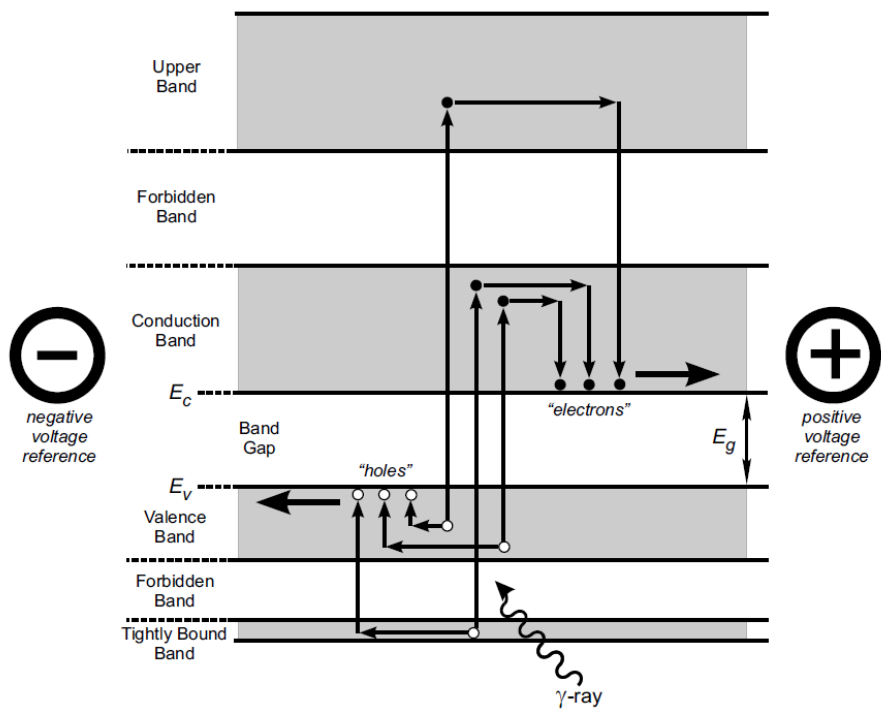 Upper
Band
Forbidden
Band
Conduction
Band
−
negative
voltage
reference
+
positive
voltage
reference
E_c
"electrons"
Band
Gap
E_g
"holes"
E_v
Valence
Band
Forbidden
Band
Tightly Bound
Band
γ-ray